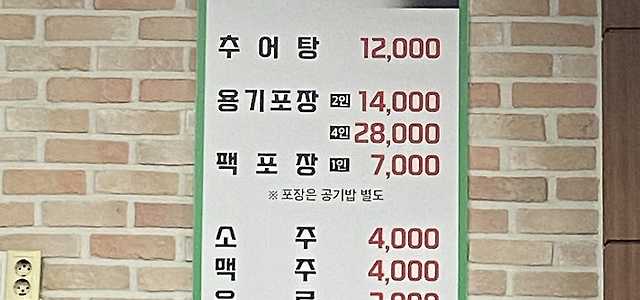 추어탕 12,000
용기포장 2인 14,000
4인 28,000
팩포장 1인 7,000
※ 포장은 공기밥 별도
소주 4,000
맥주 4,000